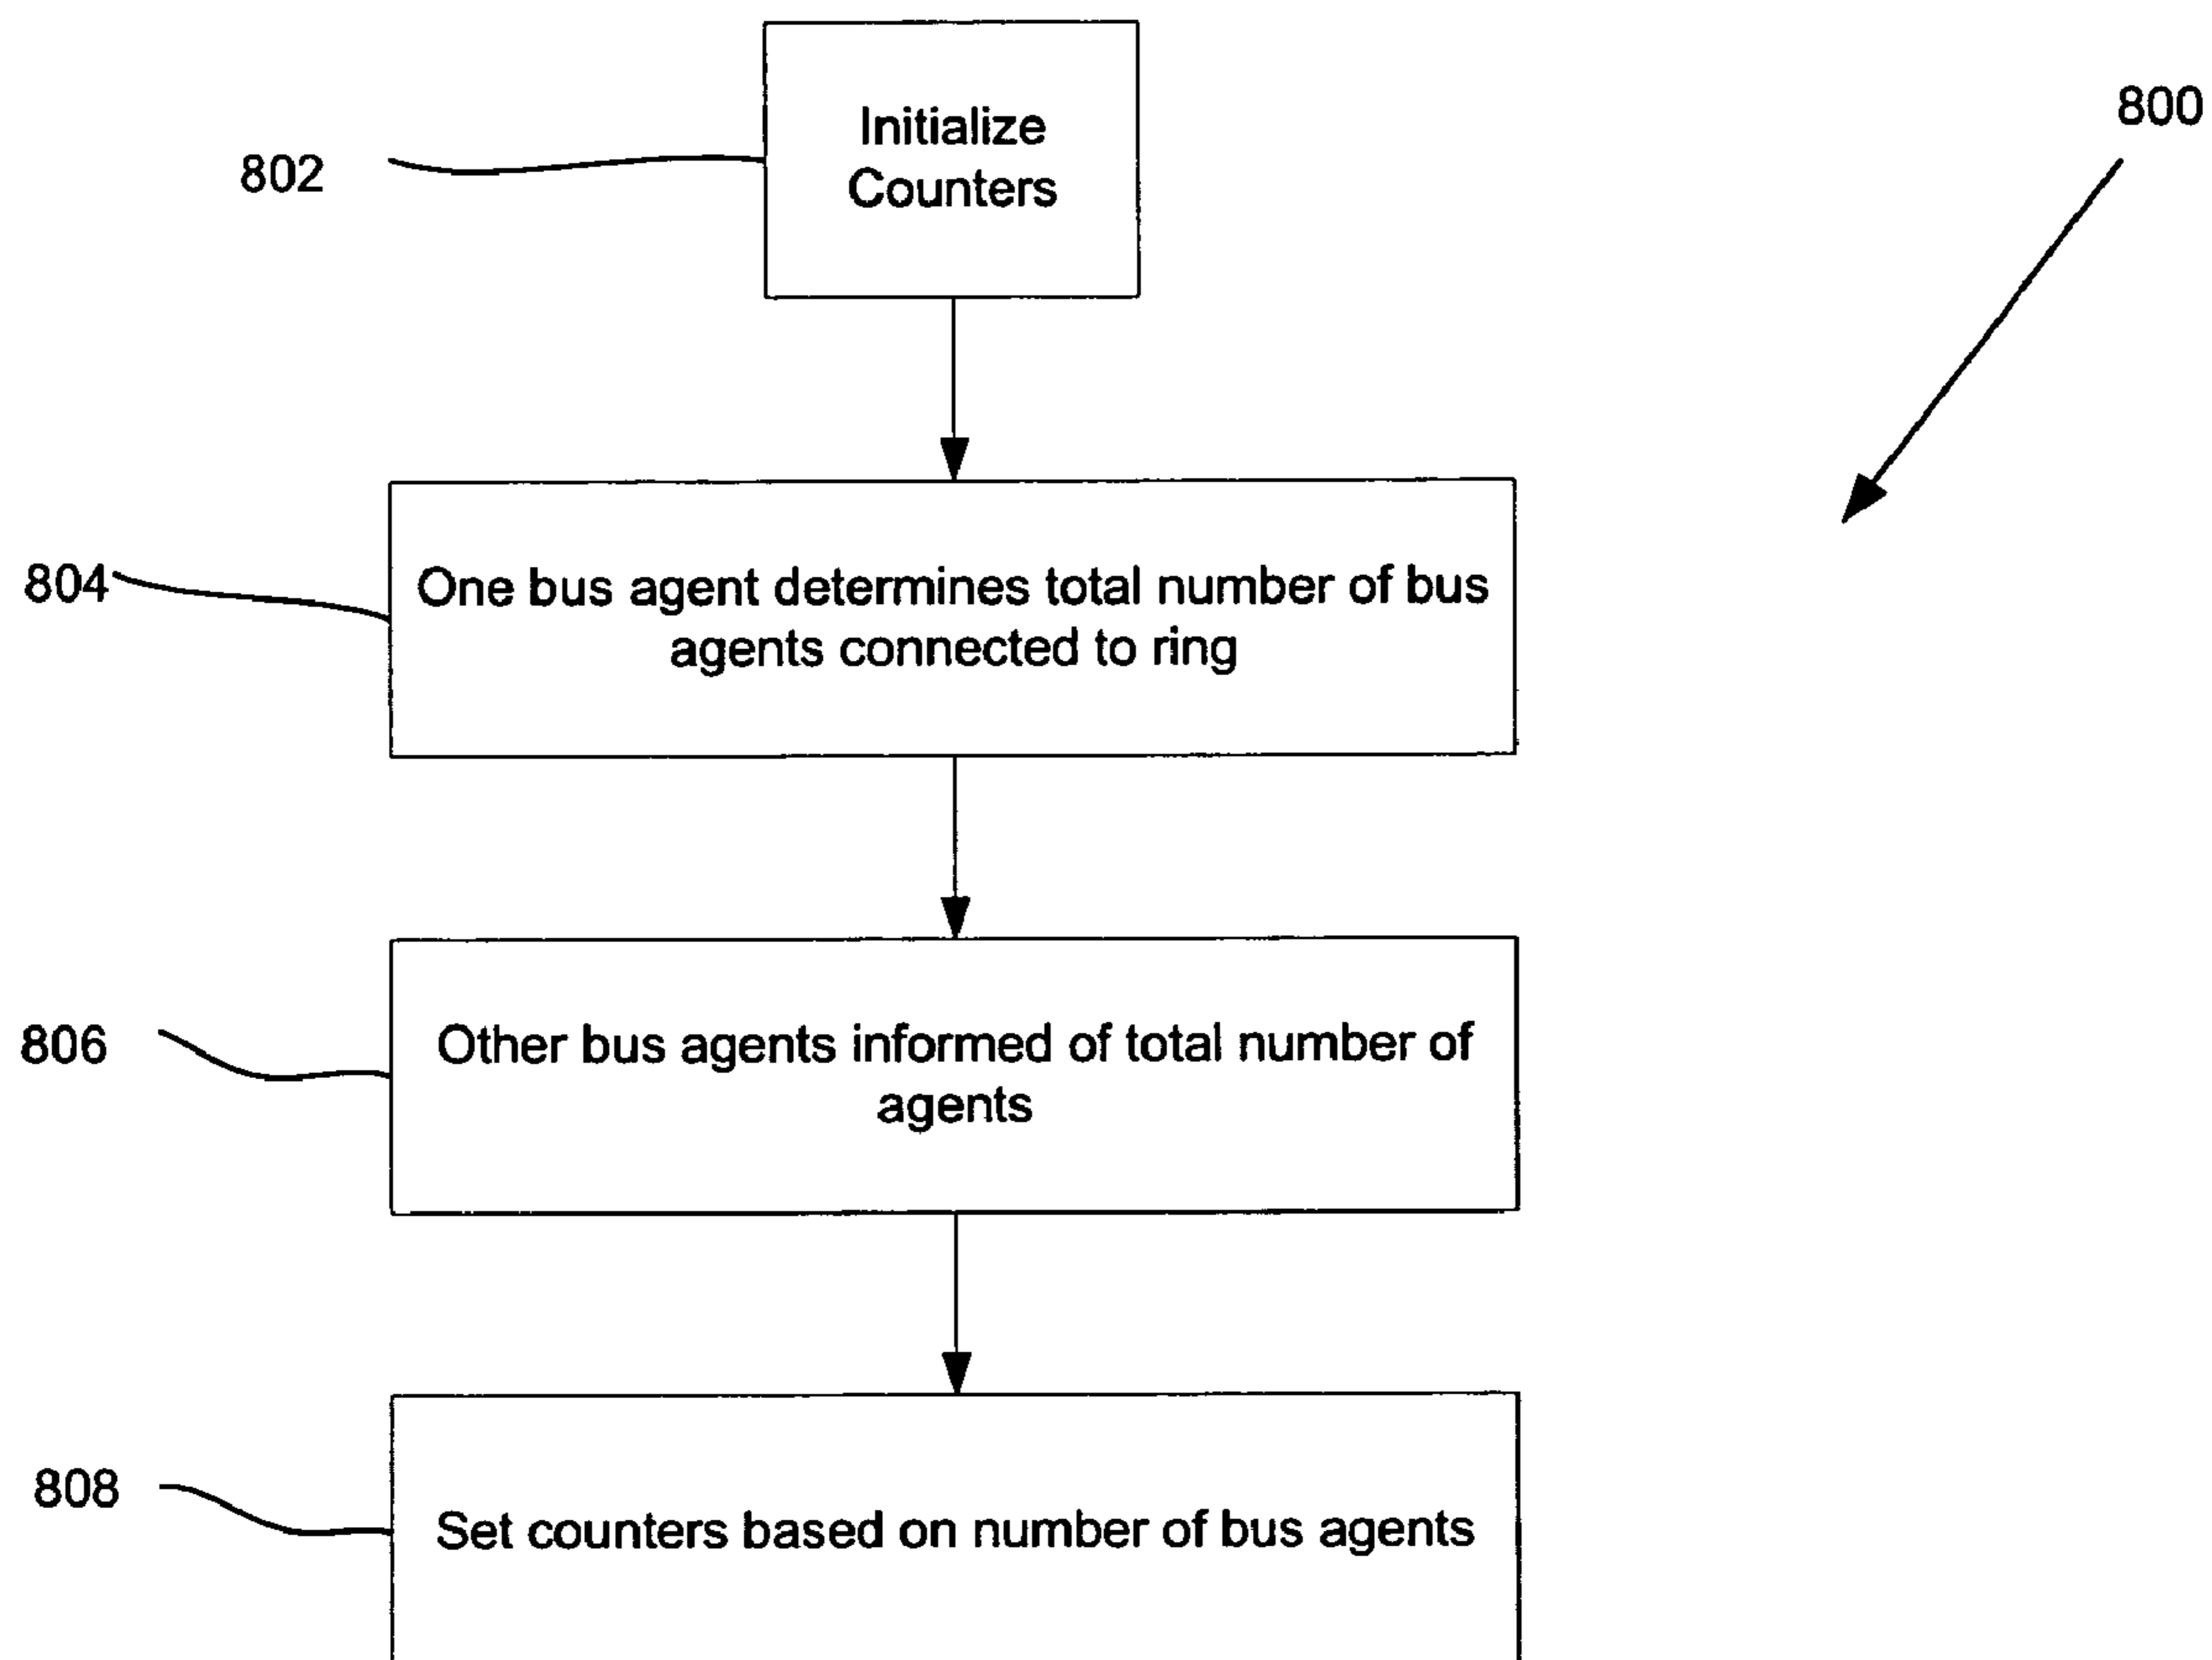 Initialize
Counters
800
802
804
One bus agent determines total number of bus
agents connected to ring
806
Other bus agents informed of total number of
agents
808
Set counters based on number of bus agents